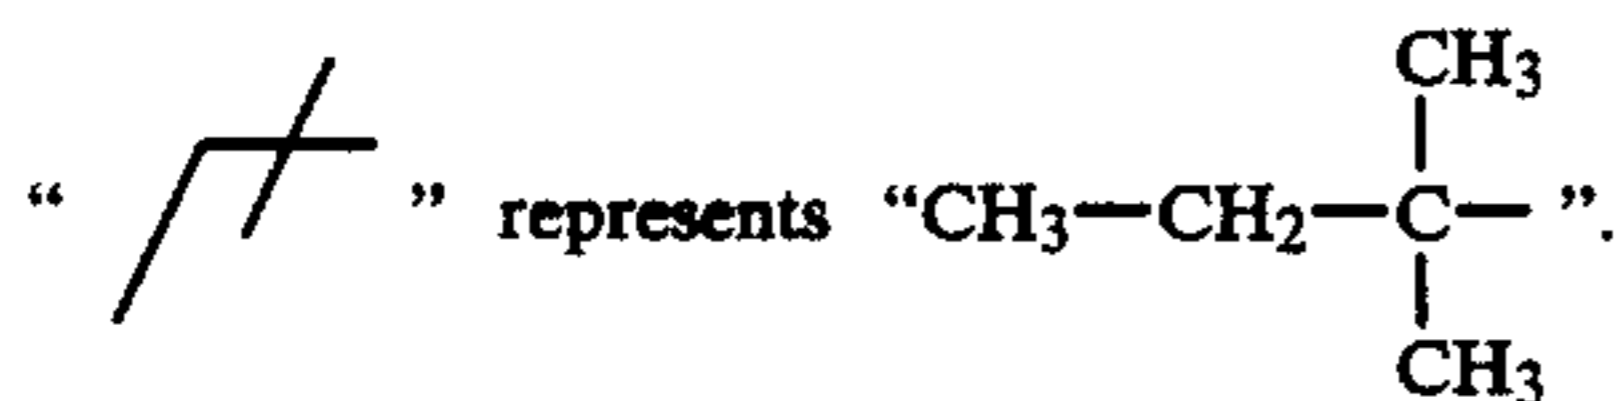 CH3
“ ” represents “CH3—CH2—C— ”.
CH3